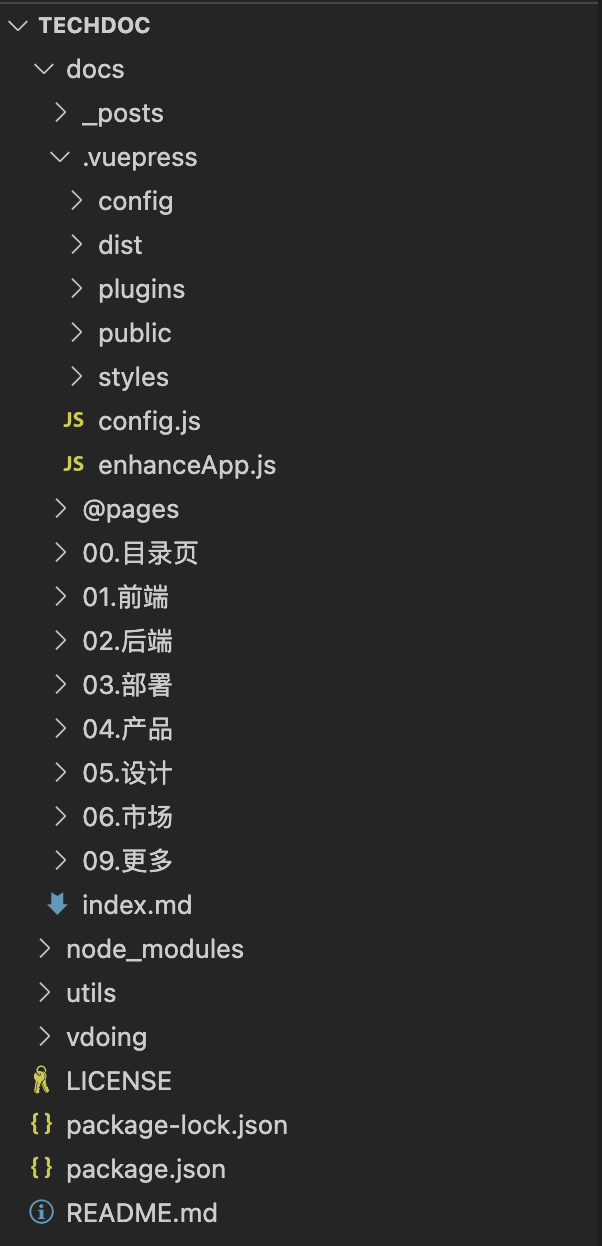 TECHDOC
docs
_posts
.vuepress
config
dist
plugins
public
styles
JS config.js
JS enhanceApp.js
@pages
00.目录页
01.前端
02.后端
03.部署
04.产品
05.设计
06.市场
09.更多
index.md
node_modules
utils
vdoing
LICENSE
{} package-lock.json
{} package.json
README.md